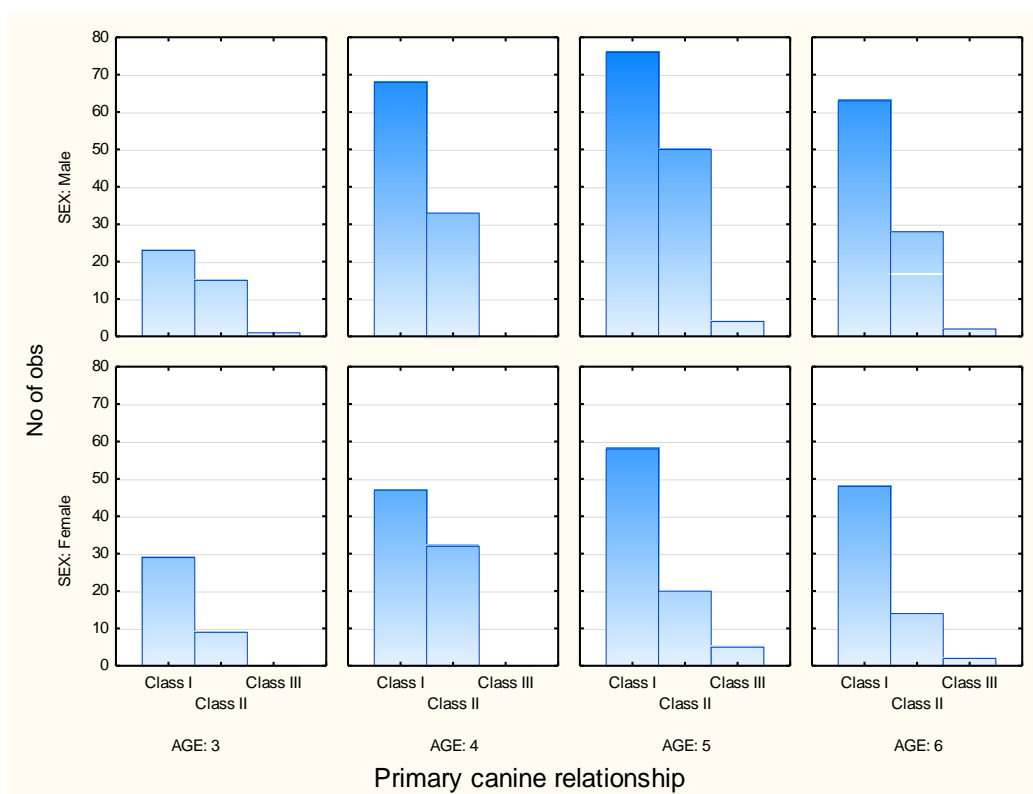 80
70
60
50
40
30
20
10
0
SEX: Male
80
70
60
50
40
30
20
10
0
SEX: Female
No of obs
Class I Class III Class I Class III Class I Class III Class I Class III
Class II Class II Class II Class II
AGE: 3 AGE: 4 AGE: 5 AGE: 6
Primary canine relationship